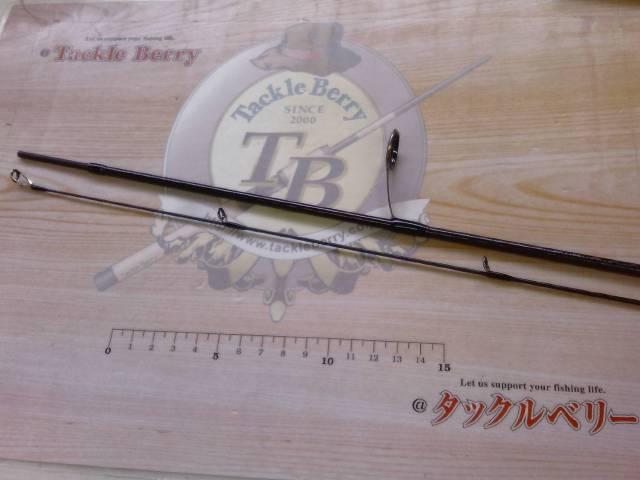 Let us support your fishing life.
@Tackle Berry
Tackle Berry
SINCE
2000
TB
www.tackleberry.co
0 1 2 3 4 5 6 7 8 9 10 11 12 13 14 15
Let us support your fishing life.
@タックルベリー